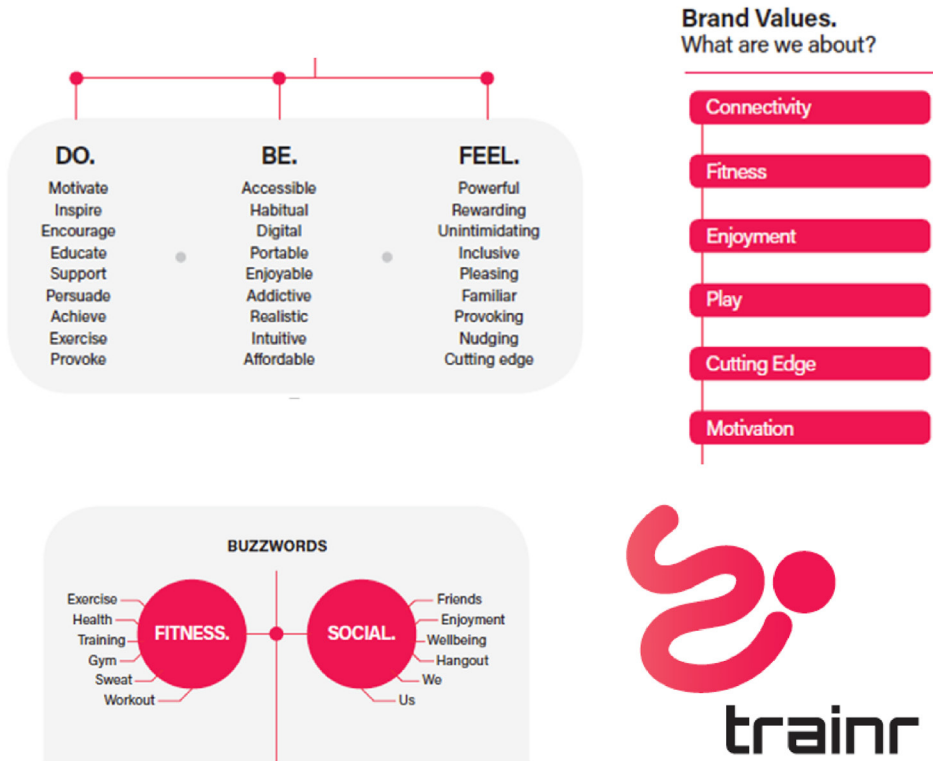 Brand Values.
What are we about?
Connectivity
Fitness
Enjoyment
Play
Cutting Edge
Motivation
DO.
Motivate
Inspire
Encourage
Educate
Support
Persuade
Achieve
Exercise
Provoke
BE.
Accessible
Habitual
Digital
Portable
Enjoyable
Addictive
Realistic
Intuitive
Affordable
FEEL.
Powerful
Rewarding
Unintimidating
Inclusive
Pleasing
Familiar
Provoking
Nudging
Cutting edge
BUZZWORDS
FITNESS.
Exercise
Health
Training
Gym
Sweat
Workout
SOCIAL.
Friends
Enjoyment
Wellbeing
Hangout
We
Us
trainr